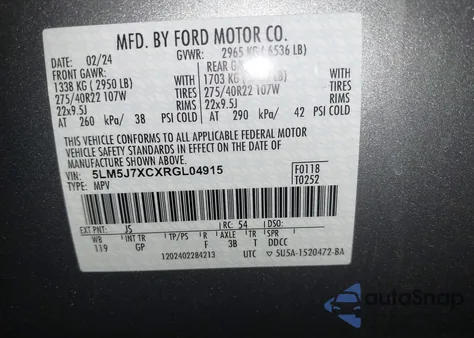 MFD. BY FORD MOTOR CO.
DATE: 02/24 GVWR: 2965 KG ( 6536 LB)
FRONT GAWR: REAR GAWR:
1338 KG ( 2950 LB) 1703 KG LB)
275/40R22 107W TIRES 275/40R22 107W TIRES
22x9.5J RIMS 22x9.5J RIMS
AT 260 kPa/ 38 PSI COLD AT 290 kPa/ 42 PSI COLD
THIS VEHICLE CONFORMS TO ALL APPLICABLE FEDERAL MOTOR
VEHICLE SAFETY STANDARDS IN EFFECT ON THE DATE OF
MANUFACTURE SHOWN ABOVE.
VIN: 5LM5J7XCXRGL04915 F0118
TYPE: MPV T0252
EXT PNT: JS RC: 54 DSO:
WB INT TR TP/PS R AXLE TR SPR
119 GP F 3B T DDCC
1202402284213 UTC ▽ 5U5A-1520472-BA
autoSnap